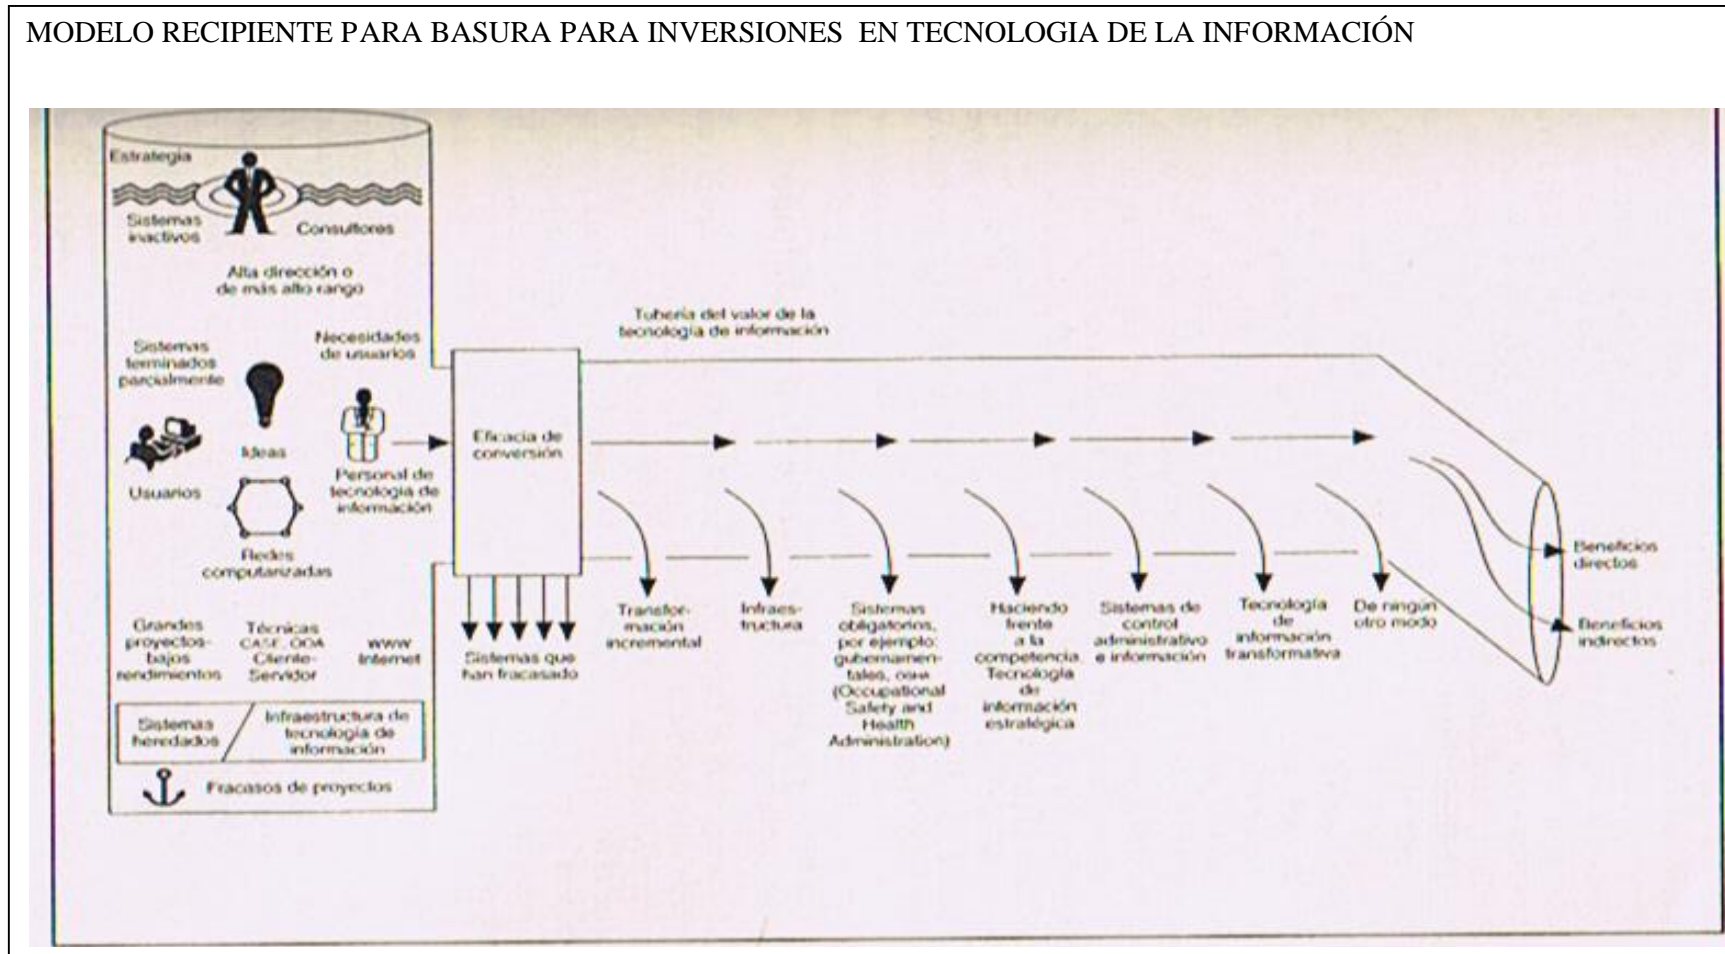 MODELO RECIPIENTE PARA BASURA PARA INVERSIONES EN TECNOLOGIA DE LA INFORMACIÓN
Estrategia
Sistemas
inactivos
Consultores
Alta dirección o
de más alto rango
Sistemas
terminados
parcialmente
Necesidades
de usuarios
Usuarios
Ideas
Personal de
tecnología de
información
Redes
computarizadas
Grandes
proyectos-
bajos
rendimientos
Técnicas
CASE, OOA
Cliente-
Servidor
www
Internet
Sistemas
heredados
Infraestructura de
tecnología de
información
Fracasos de proyectos
Eficacia de
conversión
Sistemas que
han fracasado
Tubería del valor de la
tecnología de información
Transfor-
mación
incremental
Infraes-
tructura
Sistemas
obligatorios,
por ejemplo:
gubernamen-
tales, OSHA
(Occupational
Safety and
Health
Administration)
Haciendo
frente
a la
competencia.
Tecnología
de
información
estratégica
Sistemas de
control
administrativo
e información
Tecnología
de
información
transformativa
De ningún
otro modo
Beneficios
directos
Beneficios
indirectos